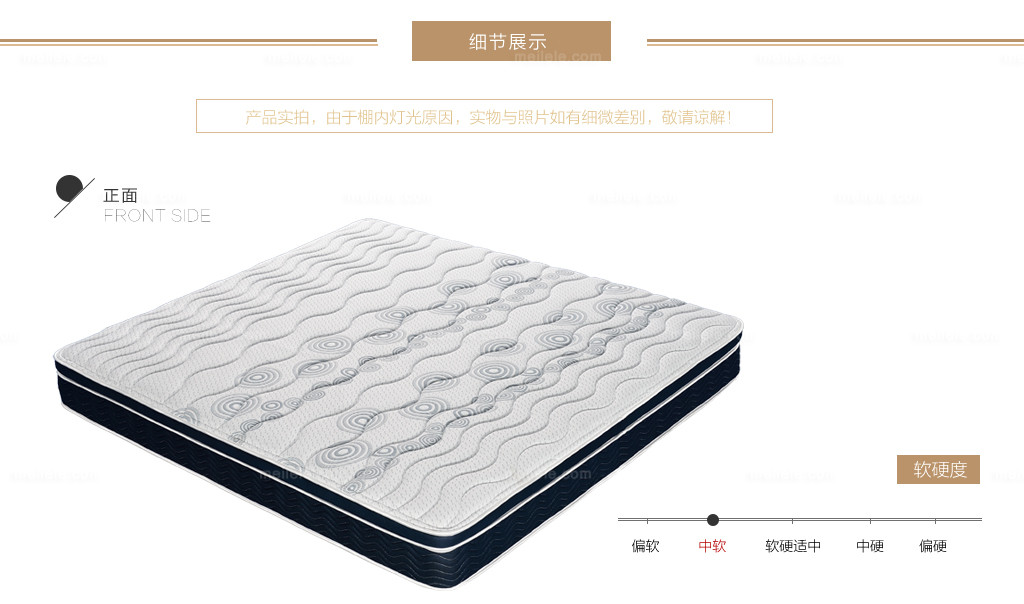 细节展示
meilele.com
产品实拍，由于棚内灯光原因，实物与照片如有细微差别，敬请谅解！
正面
FRONT SIDE
软硬度
偏软 中软 软硬适中 中硬 偏硬